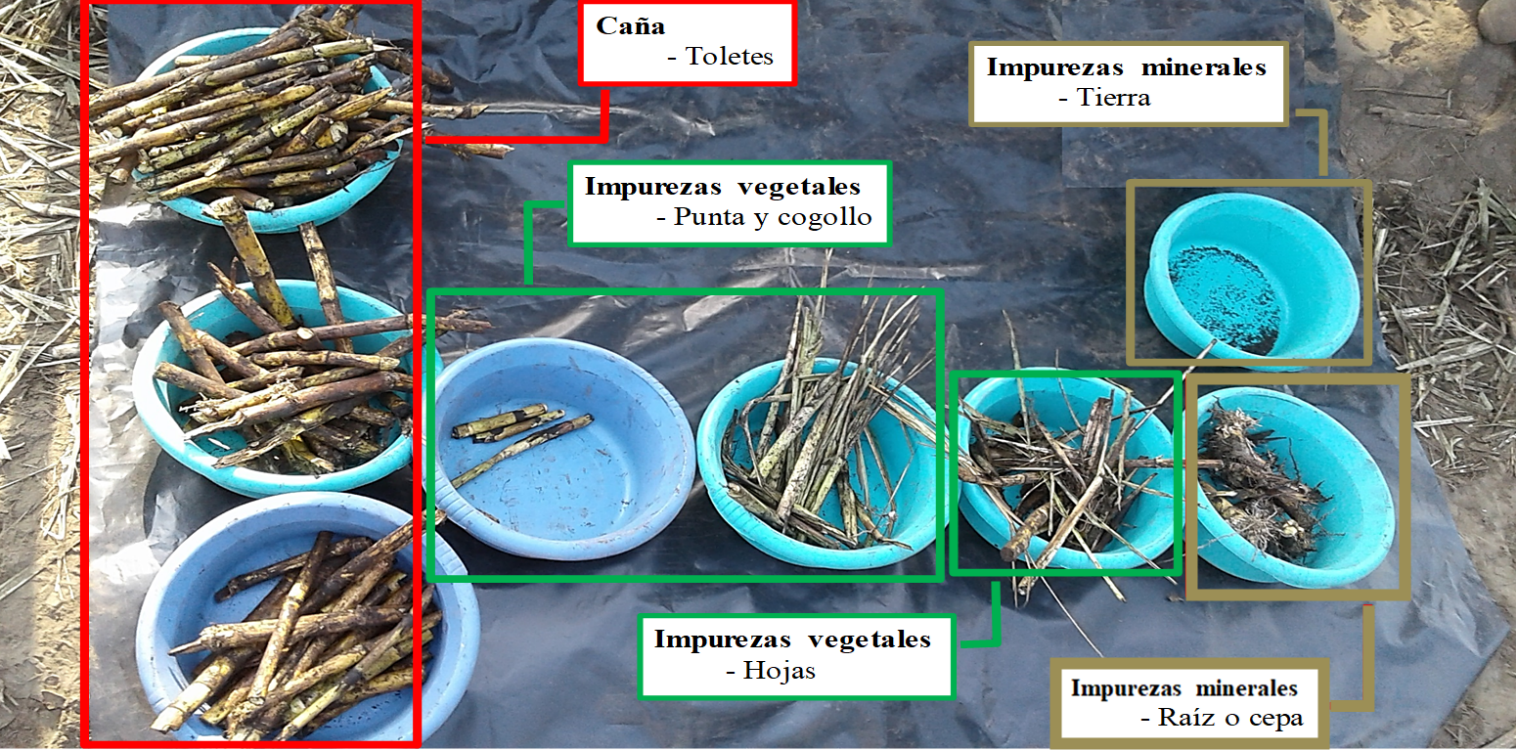 Caña
- Toletes
Impurezas minerales
- Tierra
Impurezas vegetales
- Punta y cogollo
Impurezas vegetales
- Hojas
Impurezas minerales
- Raíz o cepa